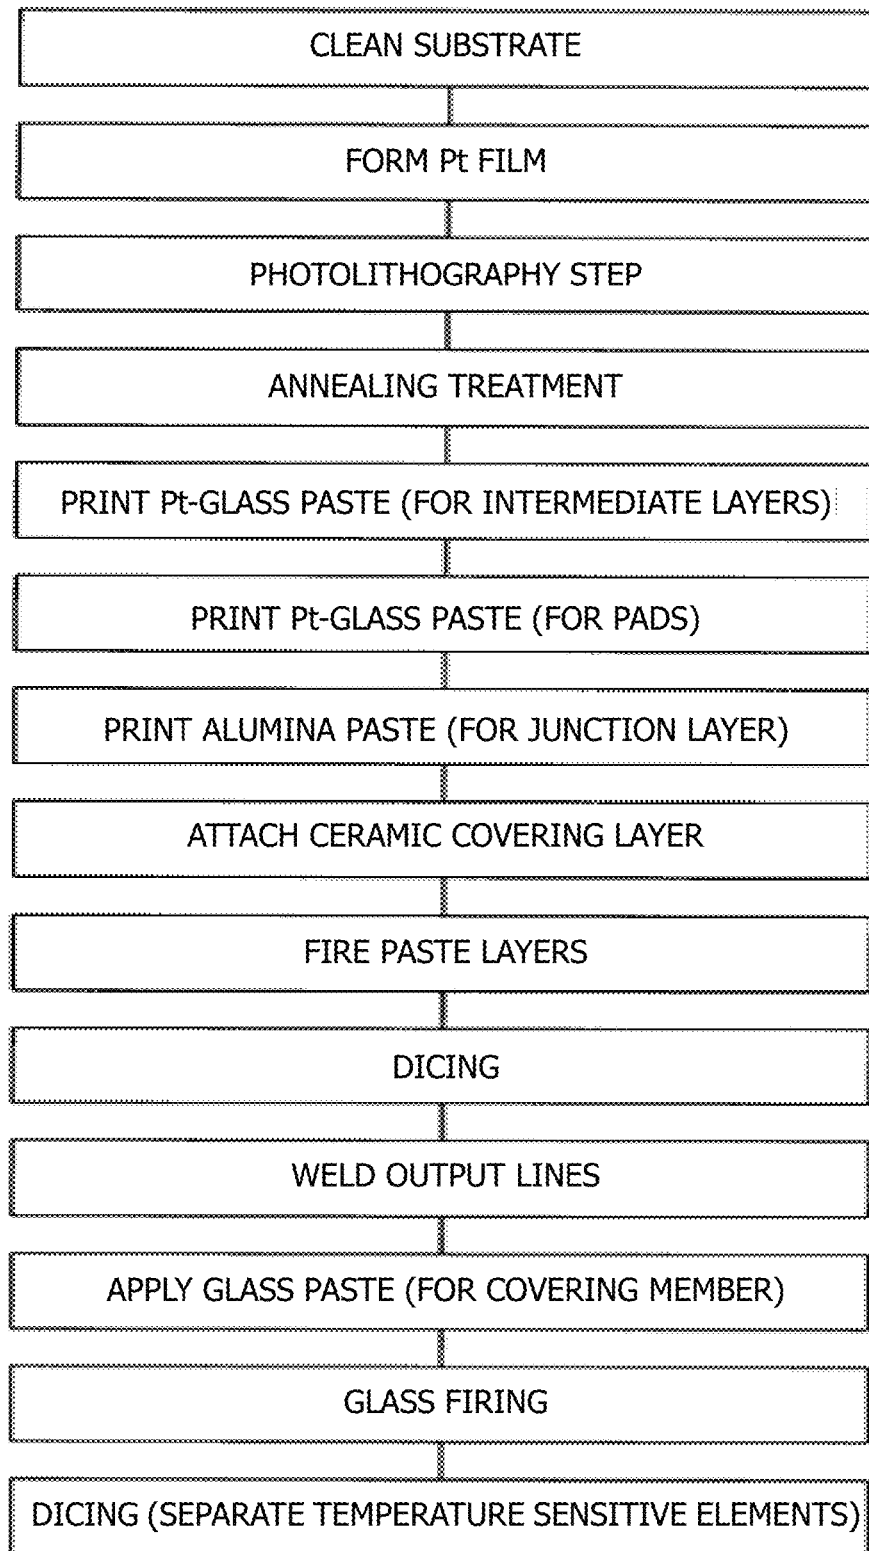 CLEAN SUBSTRATE
FORM Pt FILM
PHOTOLITHOGRAPHY STEP
ANNEALING TREATMENT
PRINT Pt-GLASS PASTE (FOR INTERMEDIATE LAYERS)
PRINT Pt-GLASS PASTE (FOR PADS)
PRINT ALUMINA PASTE (FOR JUNCTION LAYER)
ATTACH CERAMIC COVERING LAYER
FIRE PASTE LAYERS
DICING
WELD OUTPUT LINES
APPLY GLASS PASTE (FOR COVERING MEMBER)
GLASS FIRING
DICING (SEPARATE TEMPERATURE SENSITIVE ELEMENTS)